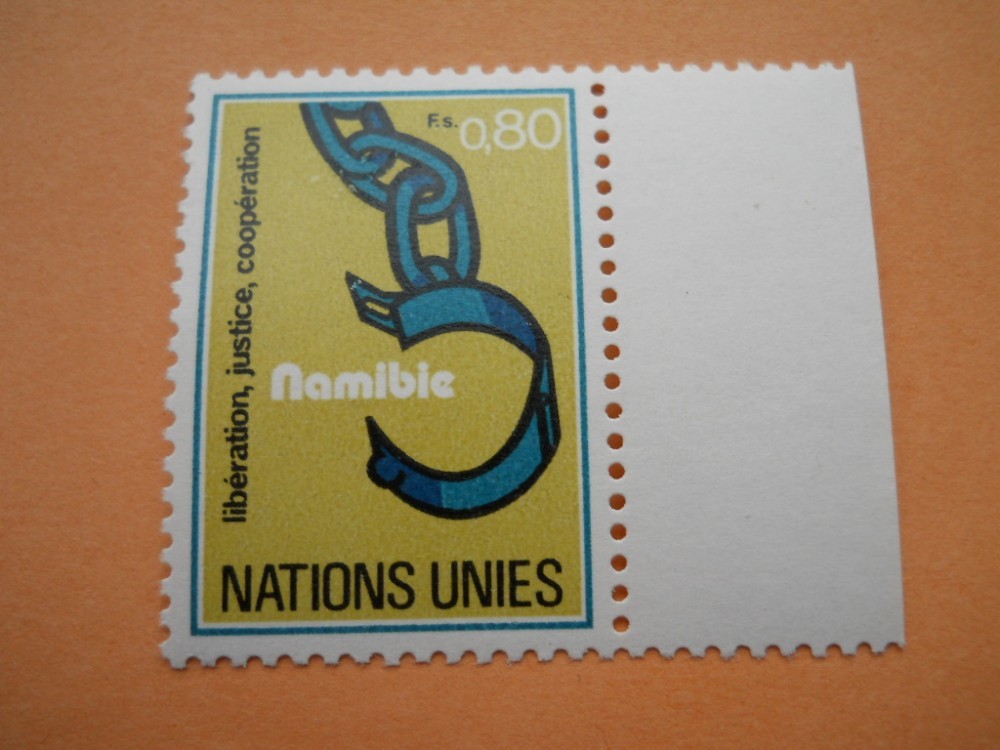 F.s. 0,80
libération, justice, coopération
Namibie
NATIONS UNIES